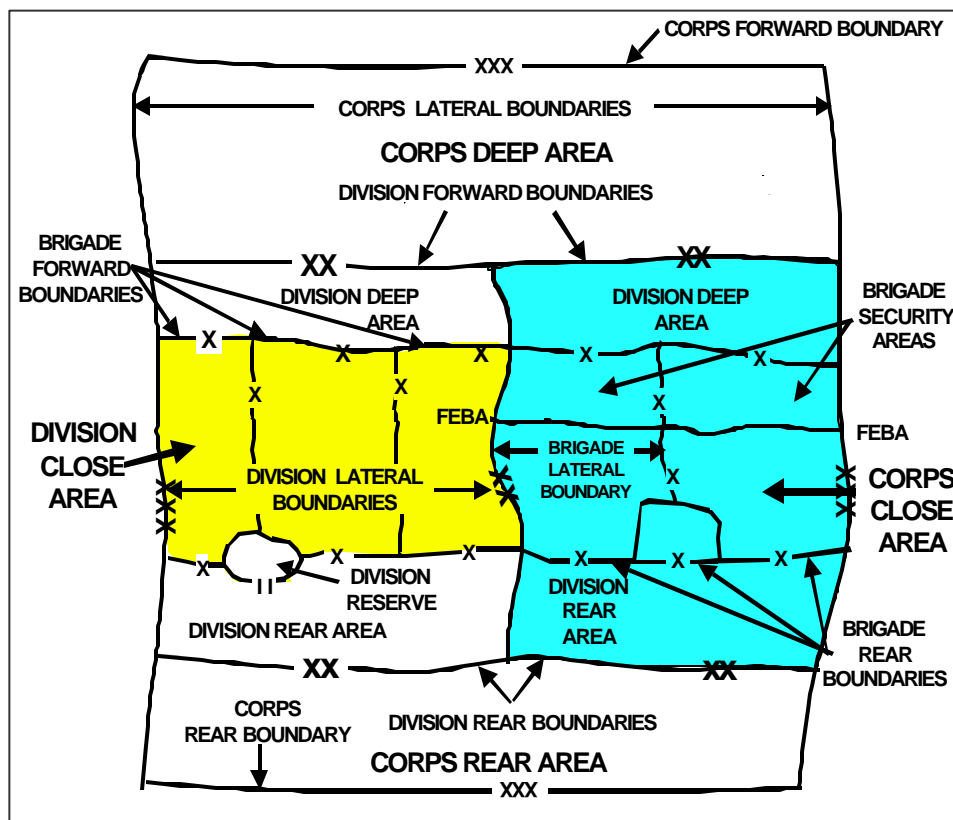 CORPS FORWARD BOUNDARY
XXX
CORPS LATERAL BOUNDARIES
CORPS DEEP AREA
DIVISION FORWARD BOUNDARIES
BRIGADE
FORWARD
BOUNDARIES
XX
XX
DIVISION DEEP
AREA
DIVISION DEEP
AREA
BRIGADE
SECURITY
AREAS
X
X
X
X
X
X
X
X
FEBA
FEBA
DIVISION
CLOSE
AREA
DIVISION LATERAL
BOUNDARIES
BRIGADE
LATERAL
BOUNDARY
X
XXX
XX
XXX
CORPS
CLOSE
AREA
X
X
X
X
X
X
II
DIVISION
RESERVE
DIVISION
REAR
AREA
DIVISION REAR AREA
BRIGADE
REAR
BOUNDARIES
XX
XX
CORPS
REAR BOUNDARY
DIVISION REAR BOUNDARIES
CORPS REAR AREA
XXX